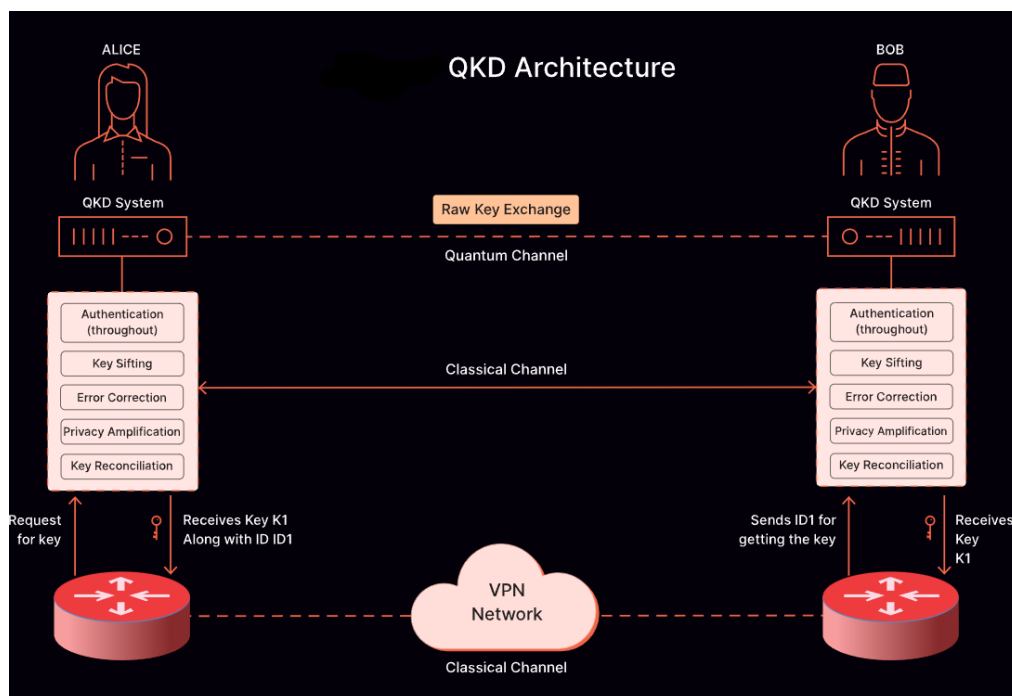 ALICE
QKD Architecture
BOB
QKD System
Raw Key Exchange
QKD System
Quantum Channel
Authentication
(throughout)
Key Sifting
Error Correction
Privacy Amplification
Key Reconciliation
Classical Channel
Authentication
(throughout)
Key Sifting
Error Correction
Privacy Amplification
Key Reconciliation
Request
for key
Receives Key K1
Along with ID ID1
Sends ID1 for
getting the key
Receives
Key
K1
VPN
Network
Classical Channel